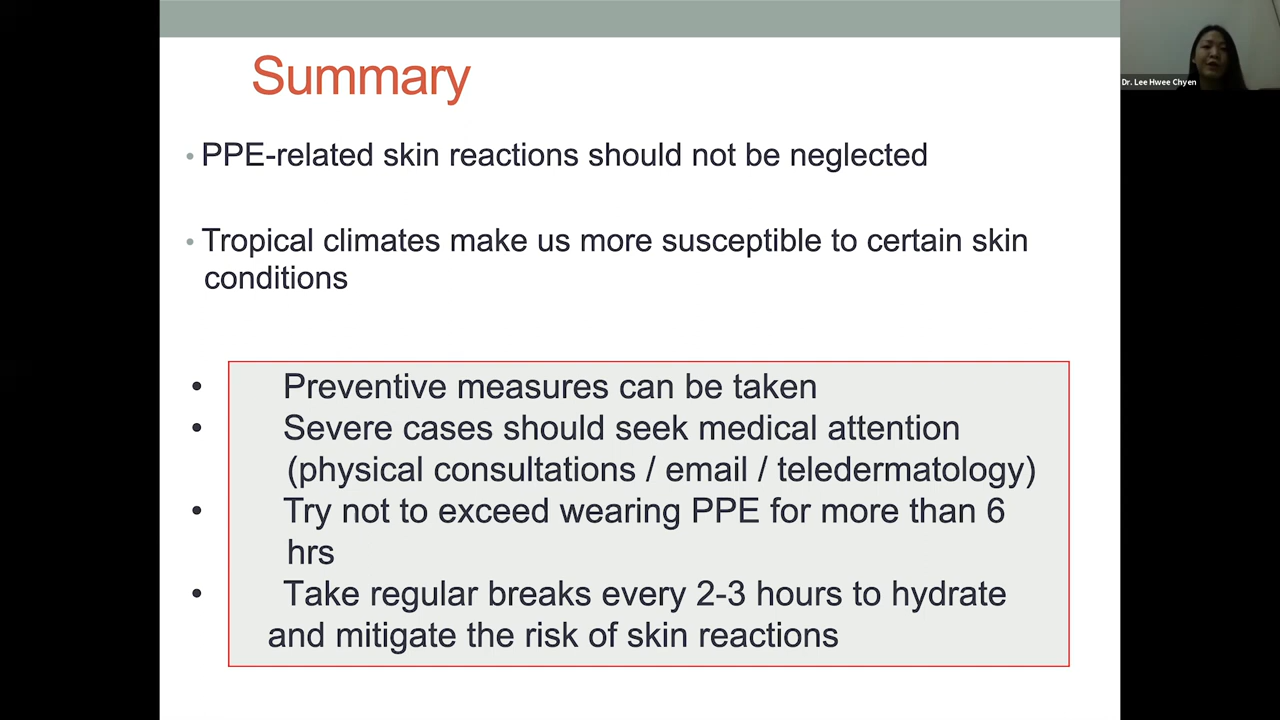 Summary
Dr. Lee Hwee Chyen
• PPE-related skin reactions should not be neglected
• Tropical climates make us more susceptible to certain skin
conditions
• Preventive measures can be taken
• Severe cases should seek medical attention
(physical consultations / email / teledermatology)
• Try not to exceed wearing PPE for more than 6
hrs
• Take regular breaks every 2-3 hours to hydrate
and mitigate the risk of skin reactions